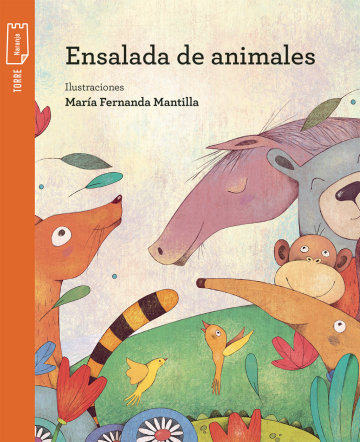 Ensalada de animales
Ilustraciones
María Fernanda Mantilla
TORRE
Naranja